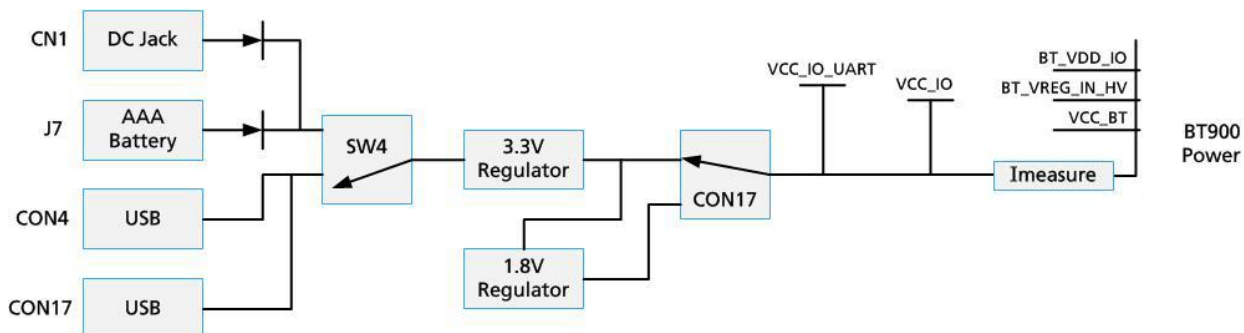 CN1
DC Jack
J7
AAA
Battery
CON4
USB
CON17
USB
SW4
3.3V
Regulator
1.8V
Regulator
CON17
VCC_IO_UART
VCC_IO
Imeasure
BT_VDD_IO
BT_VREG_IN_HV
VCC_BT
BT900
Power